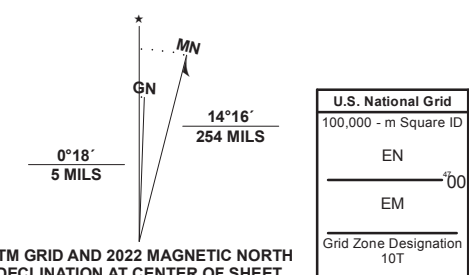 ★
MN
GN
14°16´
254 MILS
0°18´
5 MILS
TM GRID AND 2022 MAGNETIC NORTH
DECLINATION AT CENTER OF SHEET
U.S. National Grid
100,000 - m Square ID
EN
4700
EM
Grid Zone Designation
10T